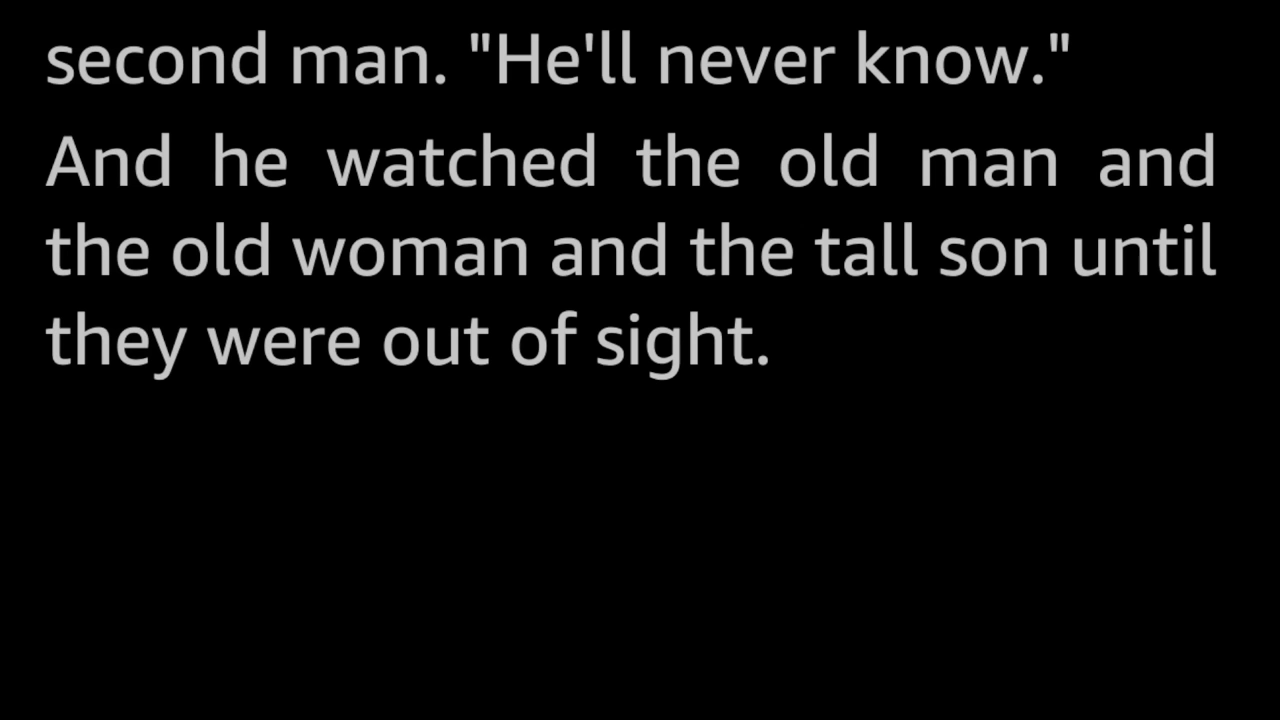 second man. "He'll never know."
And he watched the old man and
the old woman and the tall son until
they were out of sight.